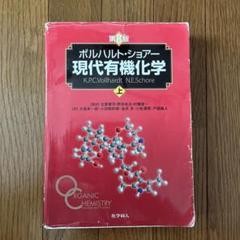 第8版
ボルハルト・ショアー
現代有機化学
K.P.C.Vollhardt N.E.Schore
上
ORGANIC
CHEMISTRY
化学同人